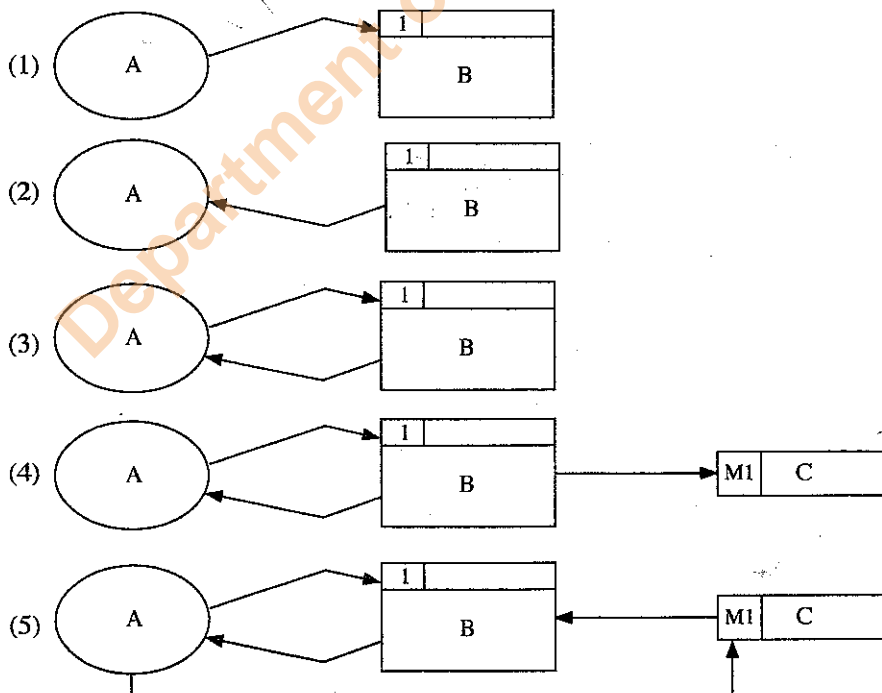 Department o
(1) A 1 B
(2) A 1 B
(3) A 1 B
(4) A 1 B M1 C
(5) A 1 B M1 C